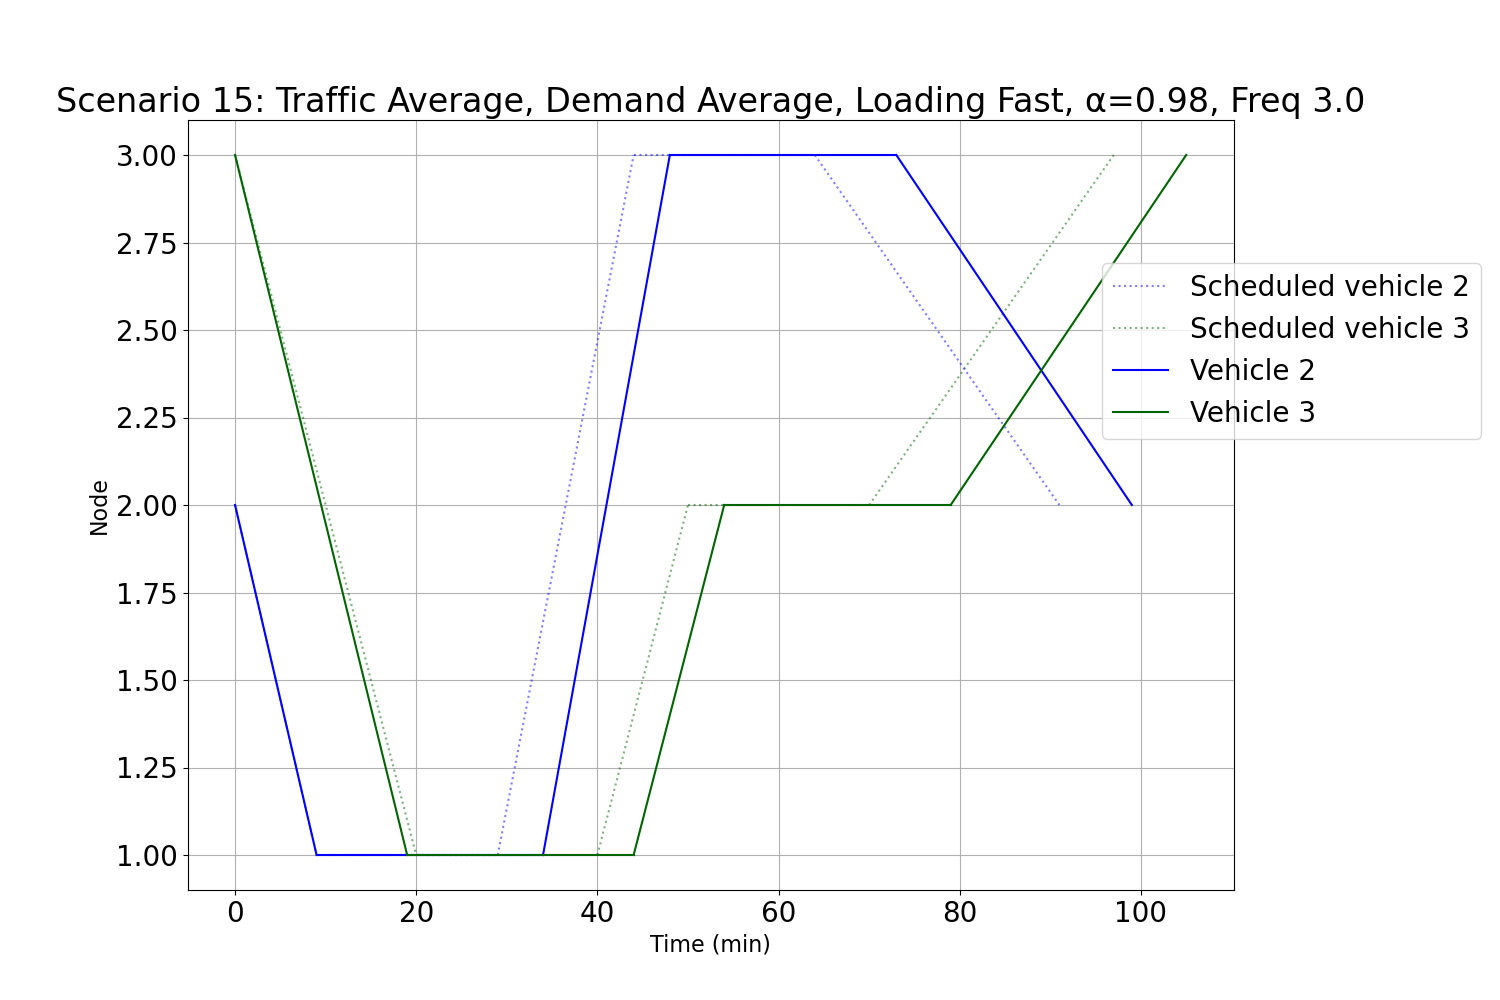 Scenario 15: Traffic Average, Demand Average, Loading Fast, α=0.98, Freq 3.0
3.00
2.75
2.50
2.25
2.00
1.75
1.50
1.25
1.00
Node
0 20 40 60 80 100
Time (min)
Scheduled vehicle 2
Scheduled vehicle 3
Vehicle 2
Vehicle 3